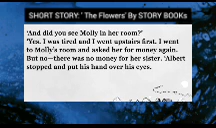 SHORT STORY: ' The Flowers' By STORY BOOKs
'And did you see Molly in her room?'
'Yes. I was tired and I went upstairs first. I went
to Molly's room and asked her for money again.
But no—there was no money for her sister. 'Albert
stopped and put his hand over his eyes.